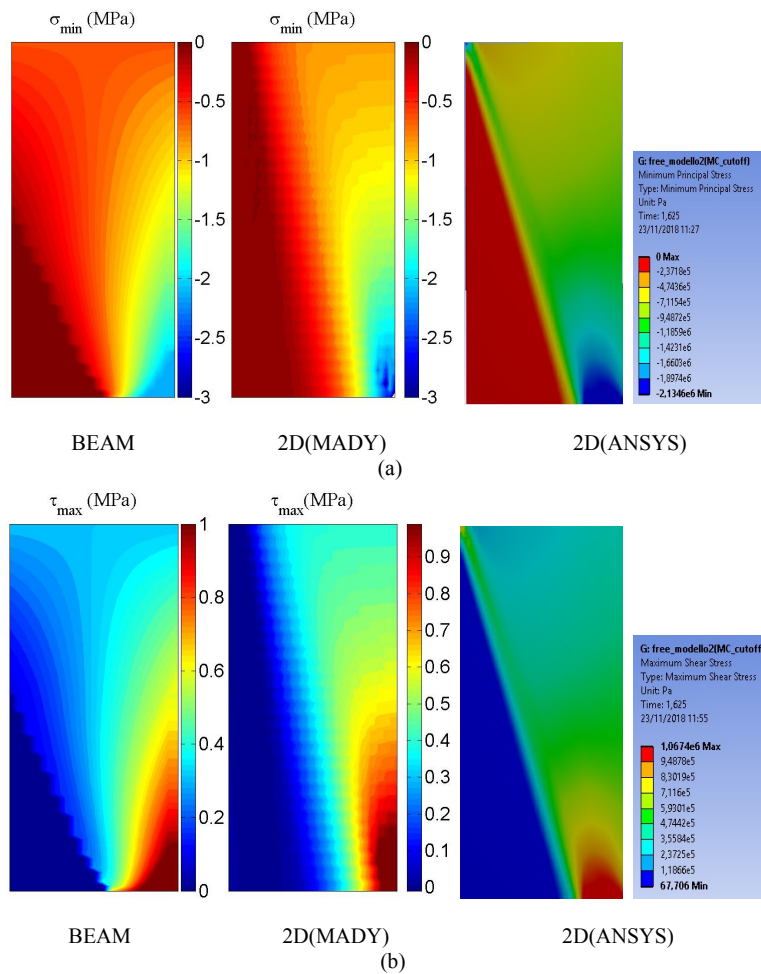 σmin (MPa)
0
-0.5
-1
-1.5
-2
-2.5
-3
BEAM
σmin (MPa)
0
-0.5
-1
-1.5
-2
-2.5
-3
2D(MADY)
G: free_modello2(MC_cutoff)
Minimum Principal Stress
Type: Minimum Principal Stress
Unit: Pa
Time: 1,625
23/11/2018 11:27
0 Max
-2,3718e5
-4,7436e5
-7,1154e5
-9,4872e5
-1,1859e6
-1,4231e6
-1,6603e6
-1,8974e6
-2,1346e6 Min
2D(ANSYS)
(a)
τmax (MPa)
1
0.8
0.6
0.4
0.2
0
BEAM
τmax (MPa)
0.9
0.8
0.7
0.6
0.5
0.4
0.3
0.2
0.1
0
2D(MADY)
G: free_modello2(MC_cutoff
Maximum Shear Stress
Type: Maximum Shear Stress
Unit: Pa
Time: 1,625
23/11/2018 11:55
1,0674e6 Max
9,4878e5
8,3019e5
7,116e5
5,9301e5
4,7442e5
3,5584e5
2,3725e5
1,1866e5
67,706 Min
2D(ANSYS)
(b)